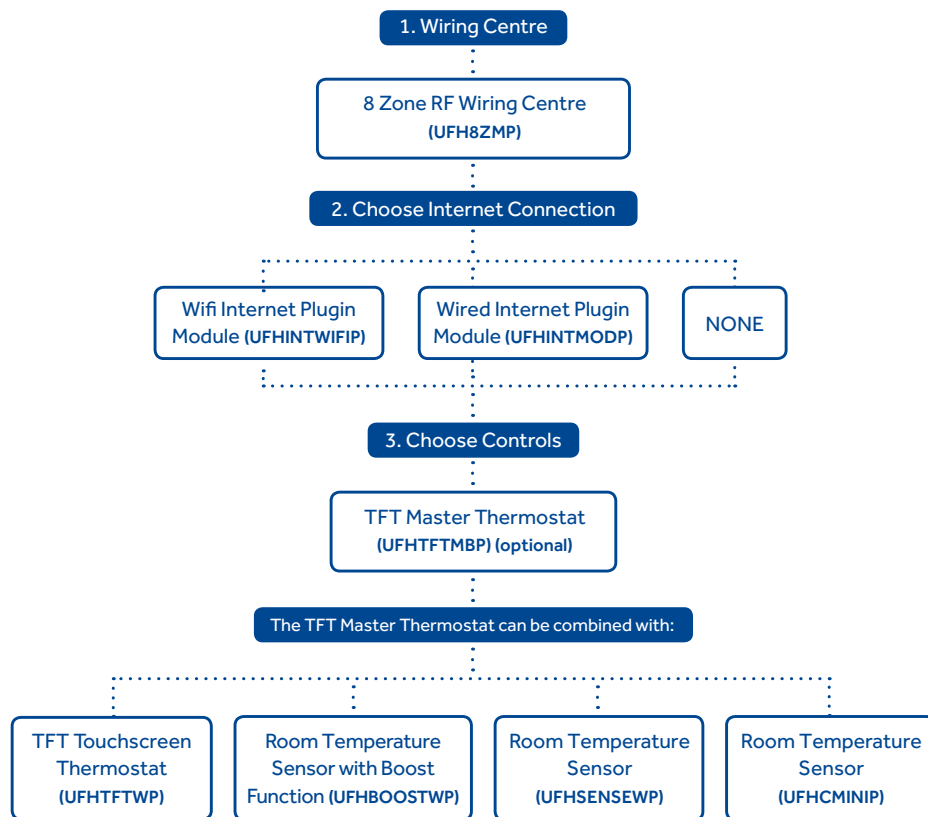 1. Wiring Centre
8 Zone RF Wiring Centre
(UFH8ZMP)
2. Choose Internet Connection
Wifi Internet Plugin
Module (UFHINTWIFIP)
Wired Internet Plugin
Module (UFHINTMODP)
NONE
3. Choose Controls
TFT Master Thermostat
(UFHTFTMBP) (optional)
The TFT Master Thermostat can be combined with:
TFT Touchscreen
Thermostat
(UFHTFTWP)
Room Temperature
Sensor with Boost
Function (UFHBOOSTWP)
Room Temperature
Sensor
(UFHSENSEWP)
Room Temperature
Sensor
(UFHCMINIP)